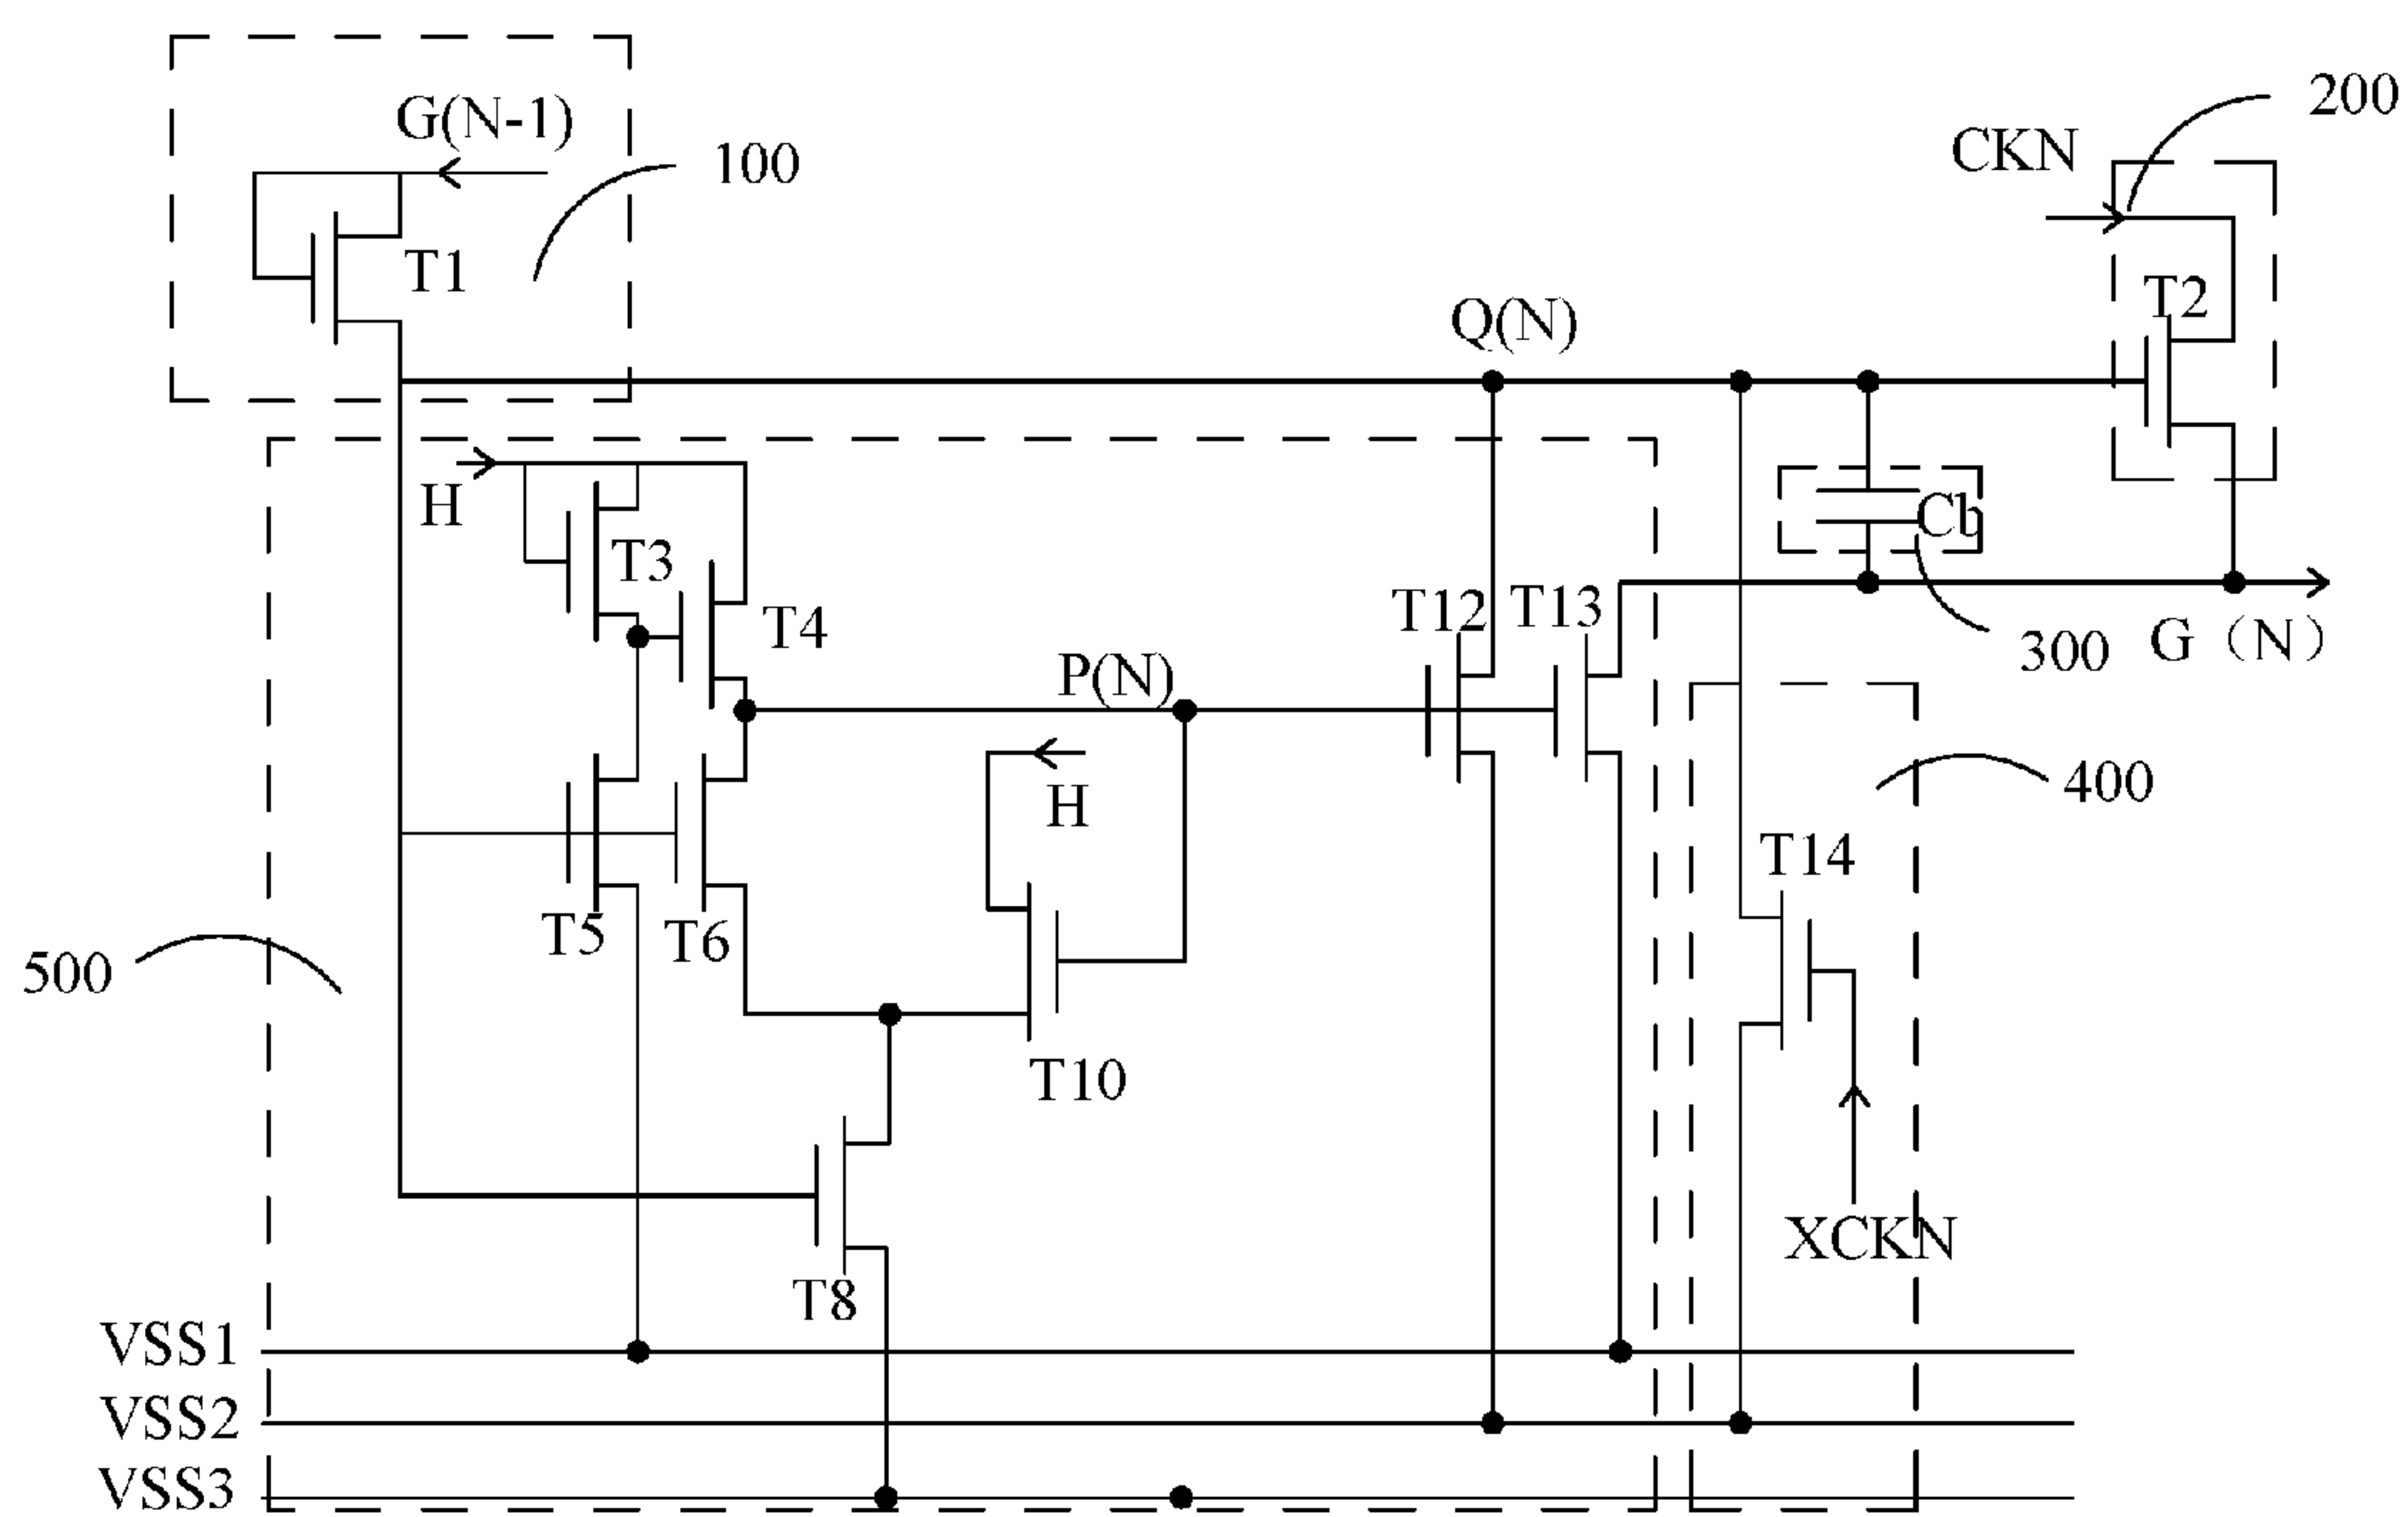 G(N-1)
100
T1
CKN
200
T2
Q(N)
H
T3
T4
Cb
300
G（N）
P(N)
T12
T13
H
400
T14
T5
T6
500
T10
XCKN
T8
VSS1
VSS2
VSS3